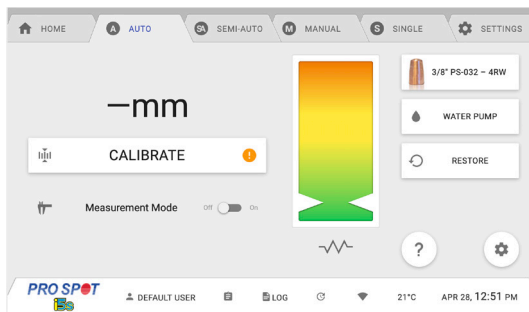 HOME
A AUTO
SA SEMI-AUTO
M MANUAL
S SINGLE
SETTINGS
3/8" PS-032 – 4RW
–mm
WATER PUMP
CALIBRATE !
RESTORE
Measurement Mode Off On
?
PRO SPOT
i5s
DEFAULT USER
LOG
21°C
APR 28, 12:51 PM